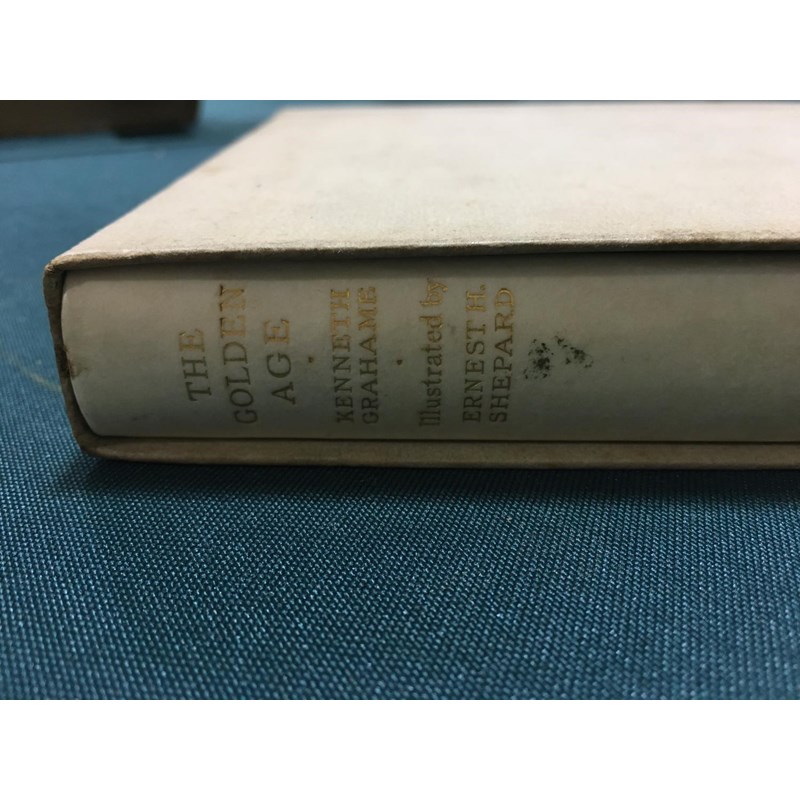 THE
GOLDEN
AGE
·
KENNETH
GRAHAME
·
Illustrated by
ERNEST H.
SHEPARD